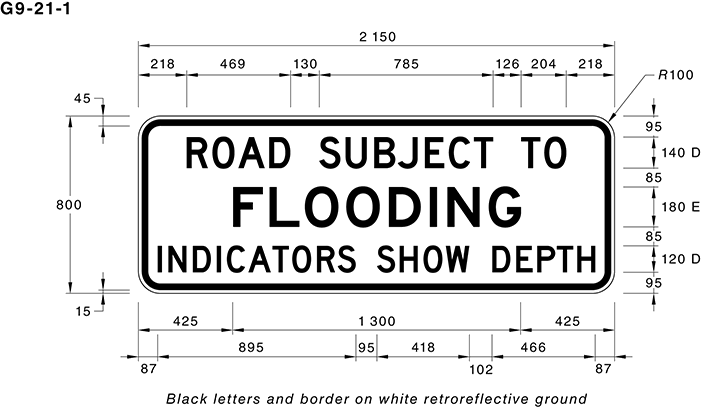 G9-21-1
2 150
218 469 130 785 126 204 218
R100
45
95
ROAD SUBJECT TO
140 D
85
800
FLOODING
180 E
85
INDICATORS SHOW DEPTH
120 D
95
15
425 1 300 425
87 895 95 418 102 466 87
Black letters and border on white retroreflective ground